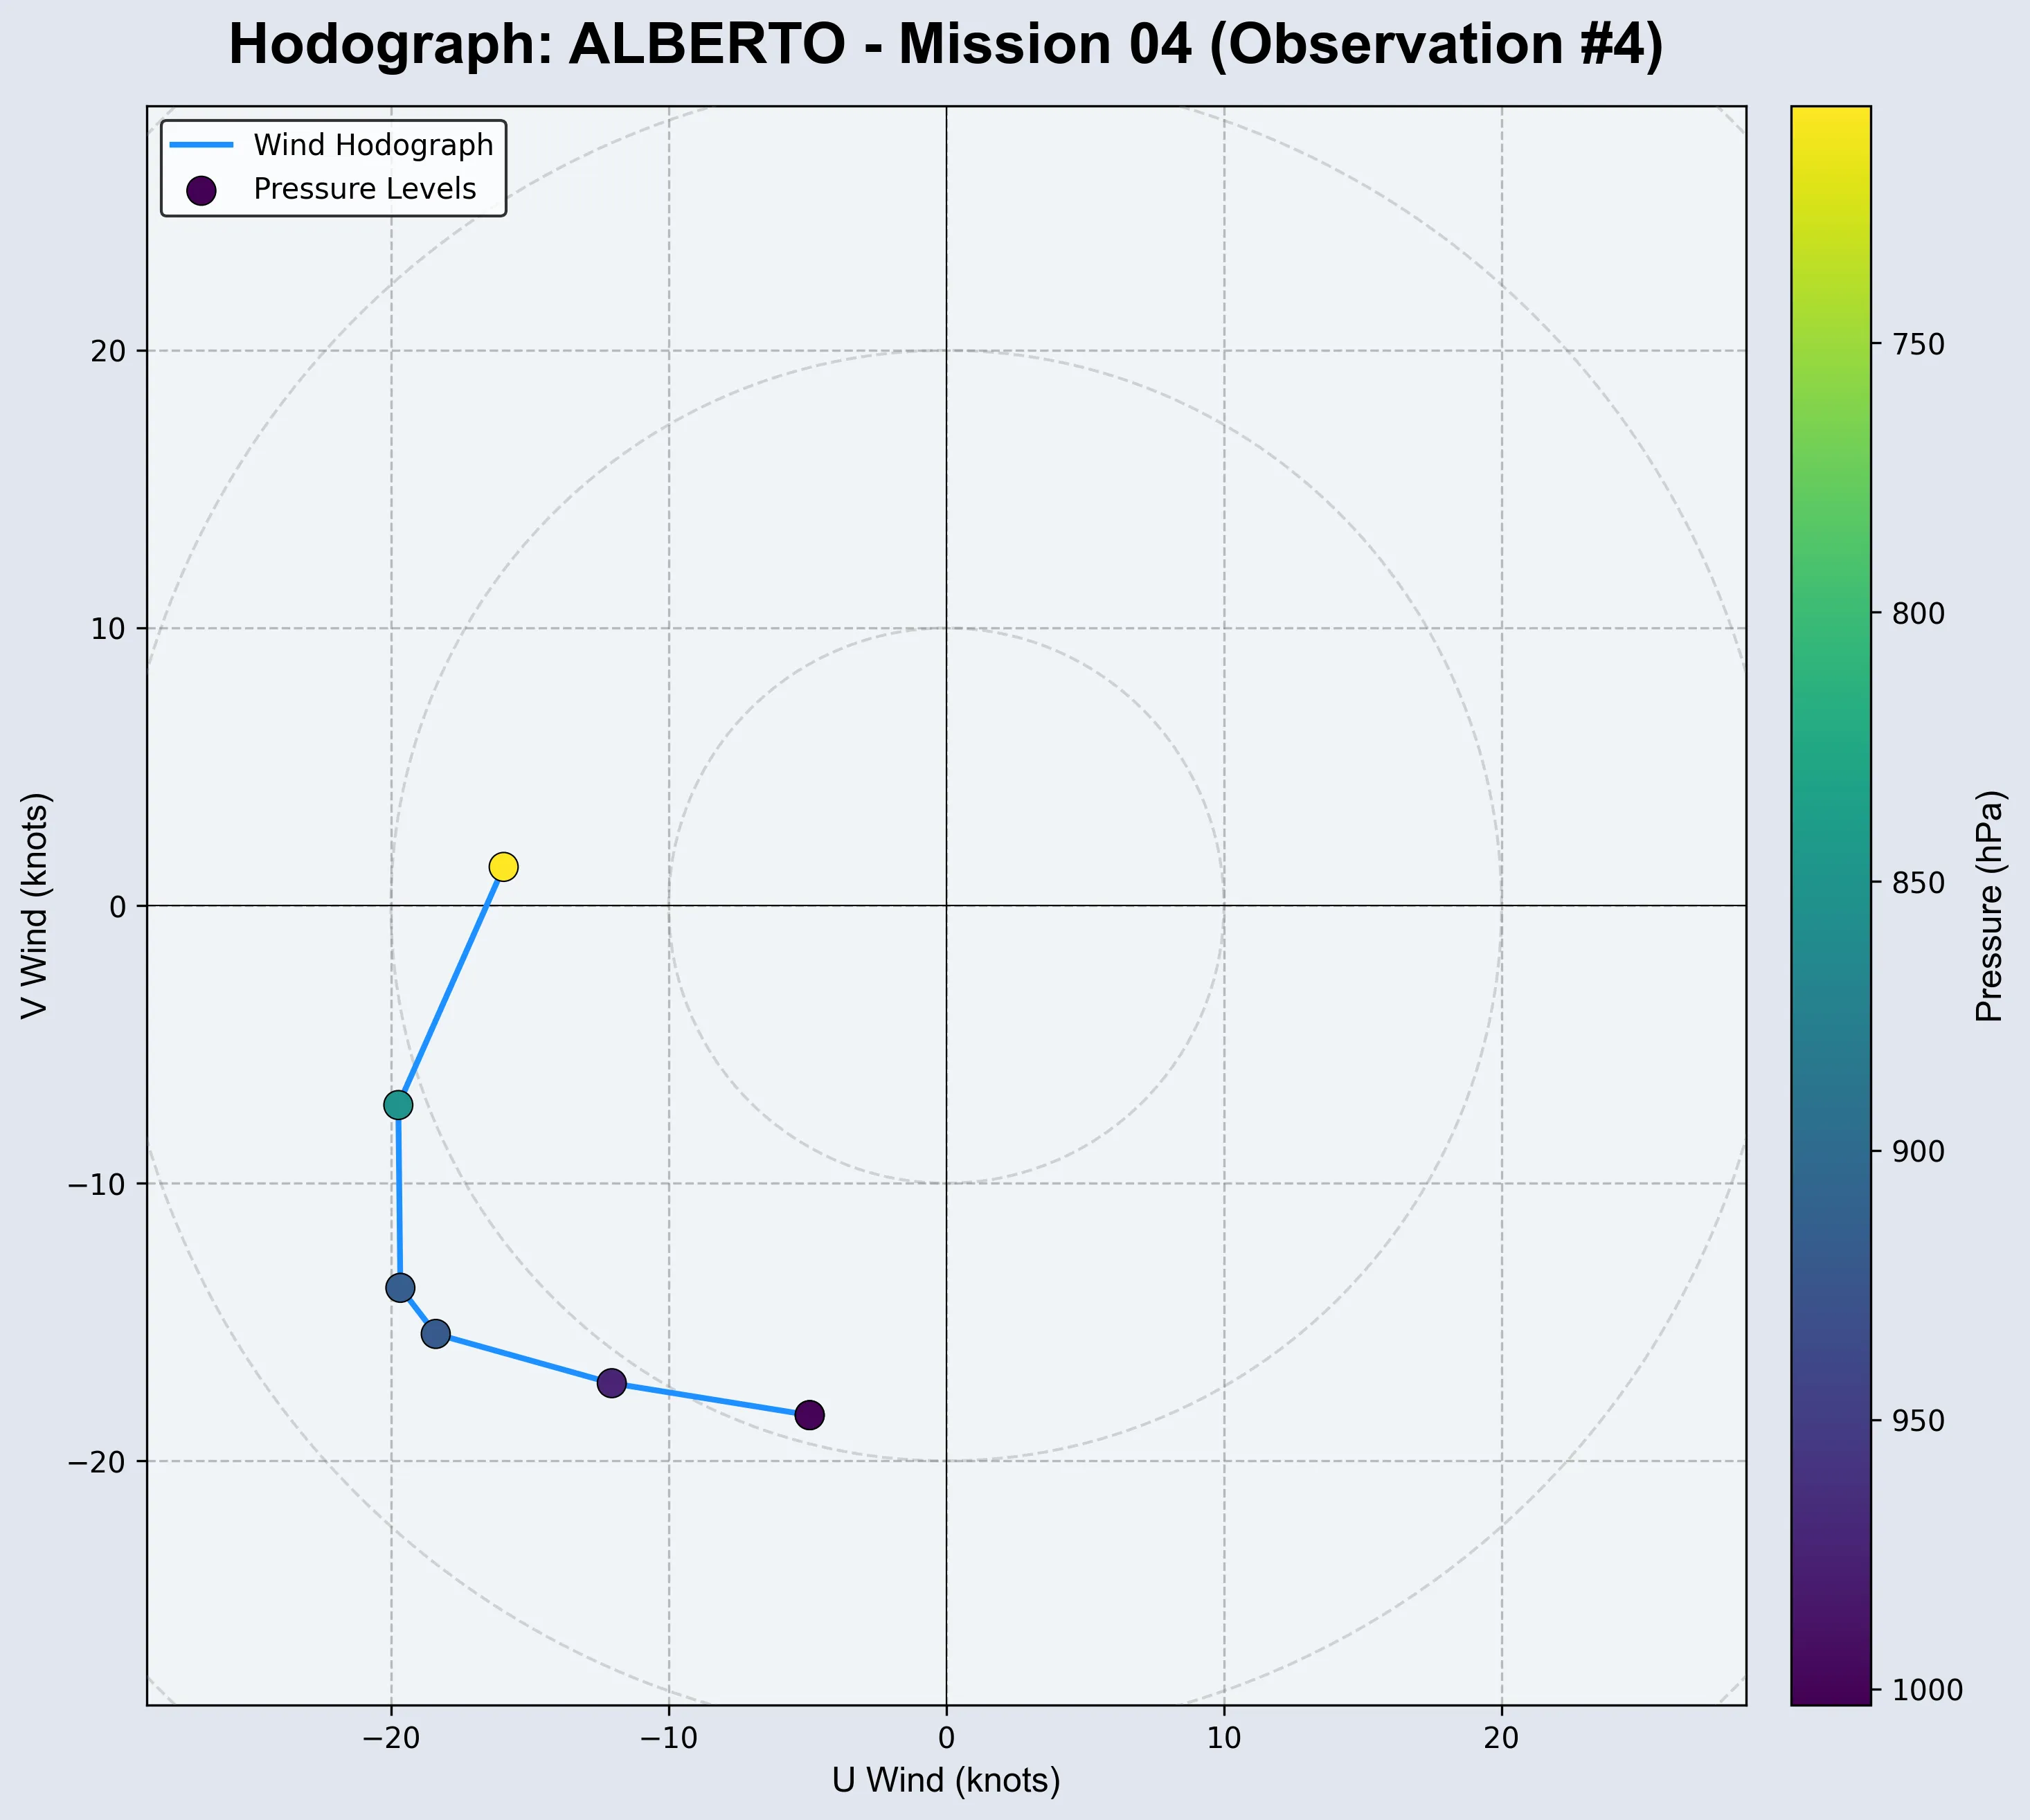 Hodograph: ALBERTO - Mission 04 (Observation #4)
Wind Hodograph
Pressure Levels
20
10
0
−10
−20
V Wind (knots)
−20
−10
0
10
20
U Wind (knots)
750
800
850
900
950
1000
Pressure (hPa)